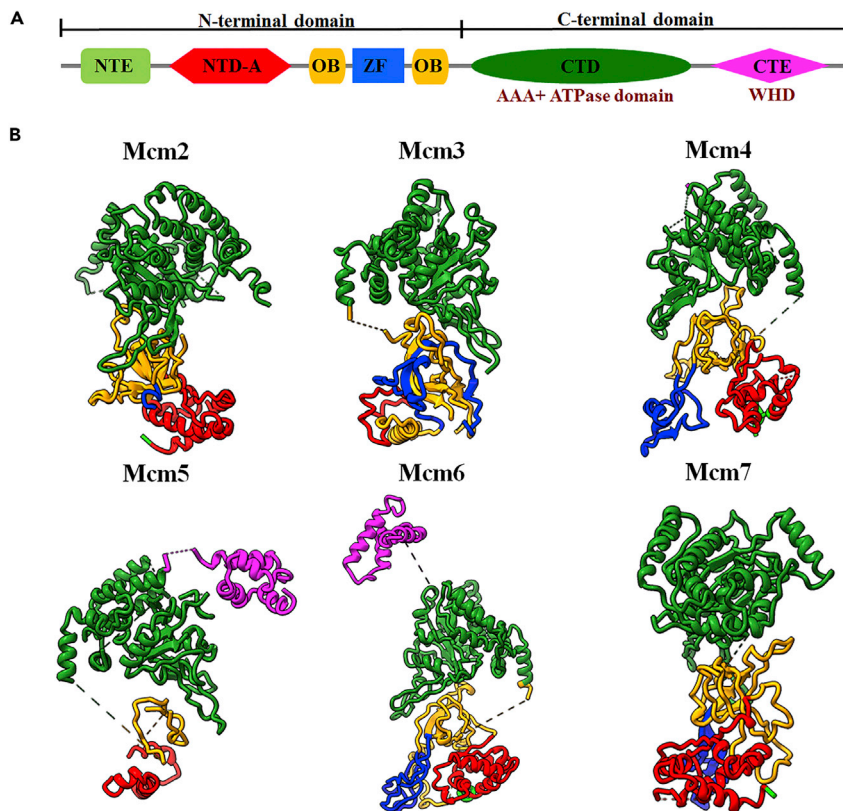 A
N-terminal domain C-terminal domain
NTE NTD-A OB ZF OB CTD CTE
AAA+ ATPase domain WHD
B
Mcm2 Mcm3 Mcm4
Mcm5 Mcm6 Mcm7